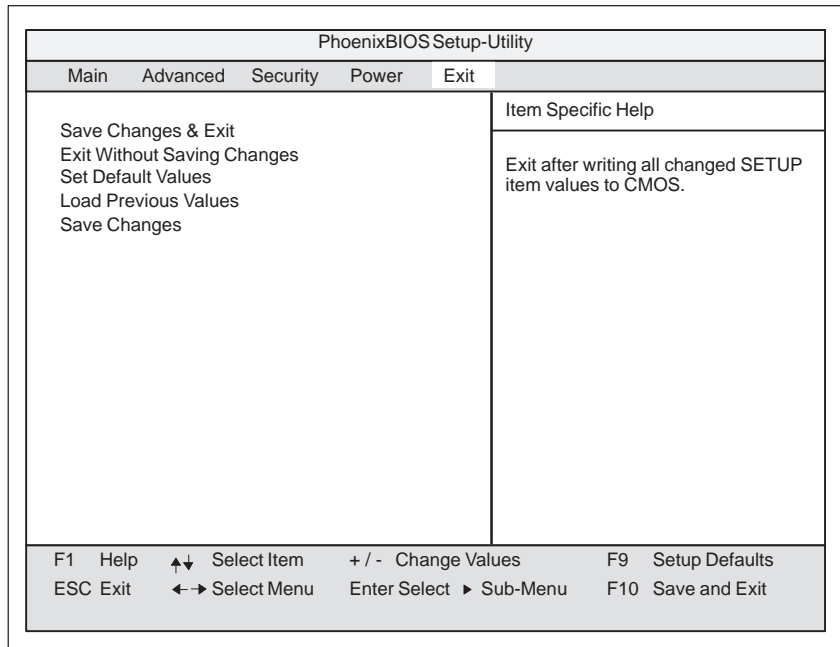 PhoenixBIOS Setup-Utility
Main Advanced Security Power Exit
Save Changes & Exit
Exit Without Saving Changes
Set Default Values
Load Previous Values
Save Changes
Item Specific Help
Exit after writing all changed SETUP
item values to CMOS.
F1 Help Select Item + / - Change Values F9 Setup Defaults
ESC Exit Select Menu Enter Select Sub-Menu F10 Save and Exit